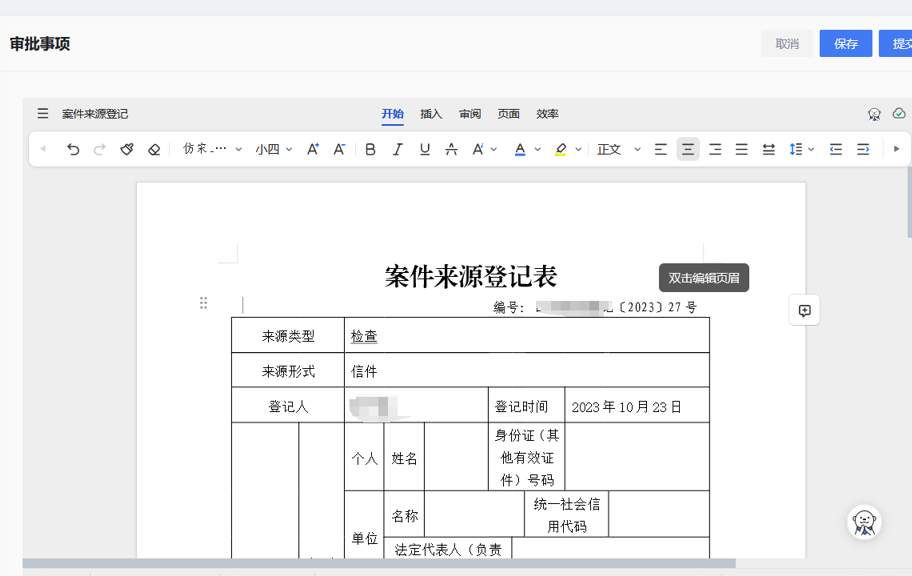 审批事项
取消
保存
提交
案件来源登记
开始 插入 审阅 页面 效率
仿宋_... 小四 A+ A- B I U A A A 正文
案件来源登记表
双击编辑页眉
编号： 〔2023〕27 号
来源类型 检查
来源形式 信件
登记人 登记时间 2023 年 10 月 23 日
个人 姓名 身份证（其
他有效证
件）号码
单位 名称 统一社会信
用代码
法定代表人（负责